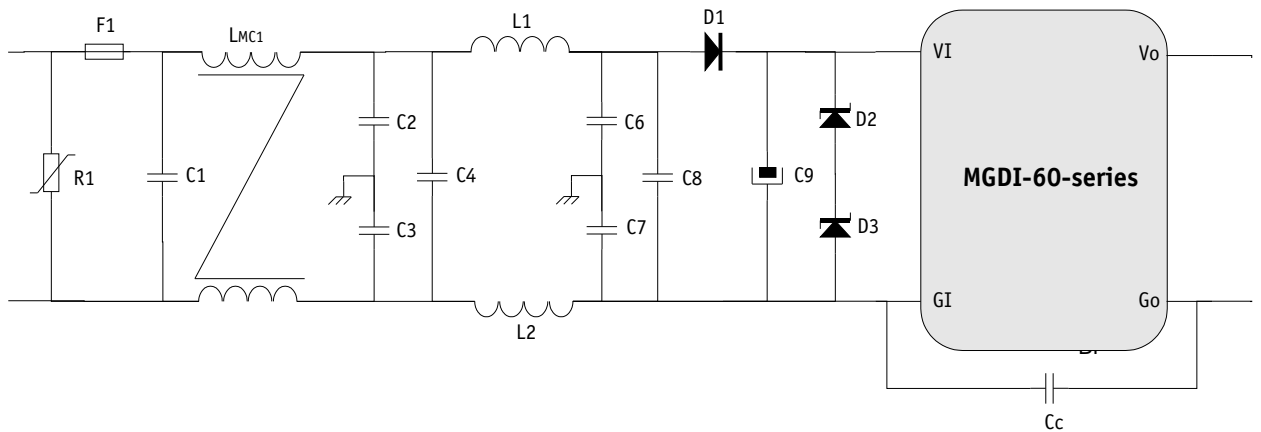 F1
LMC1
L1
D1
VI
Vo
C2
C6
D2
R1
C1
C4
C8
C9
MGDI-60-series
C3
C7
D3
GI
Go
L2
Cc